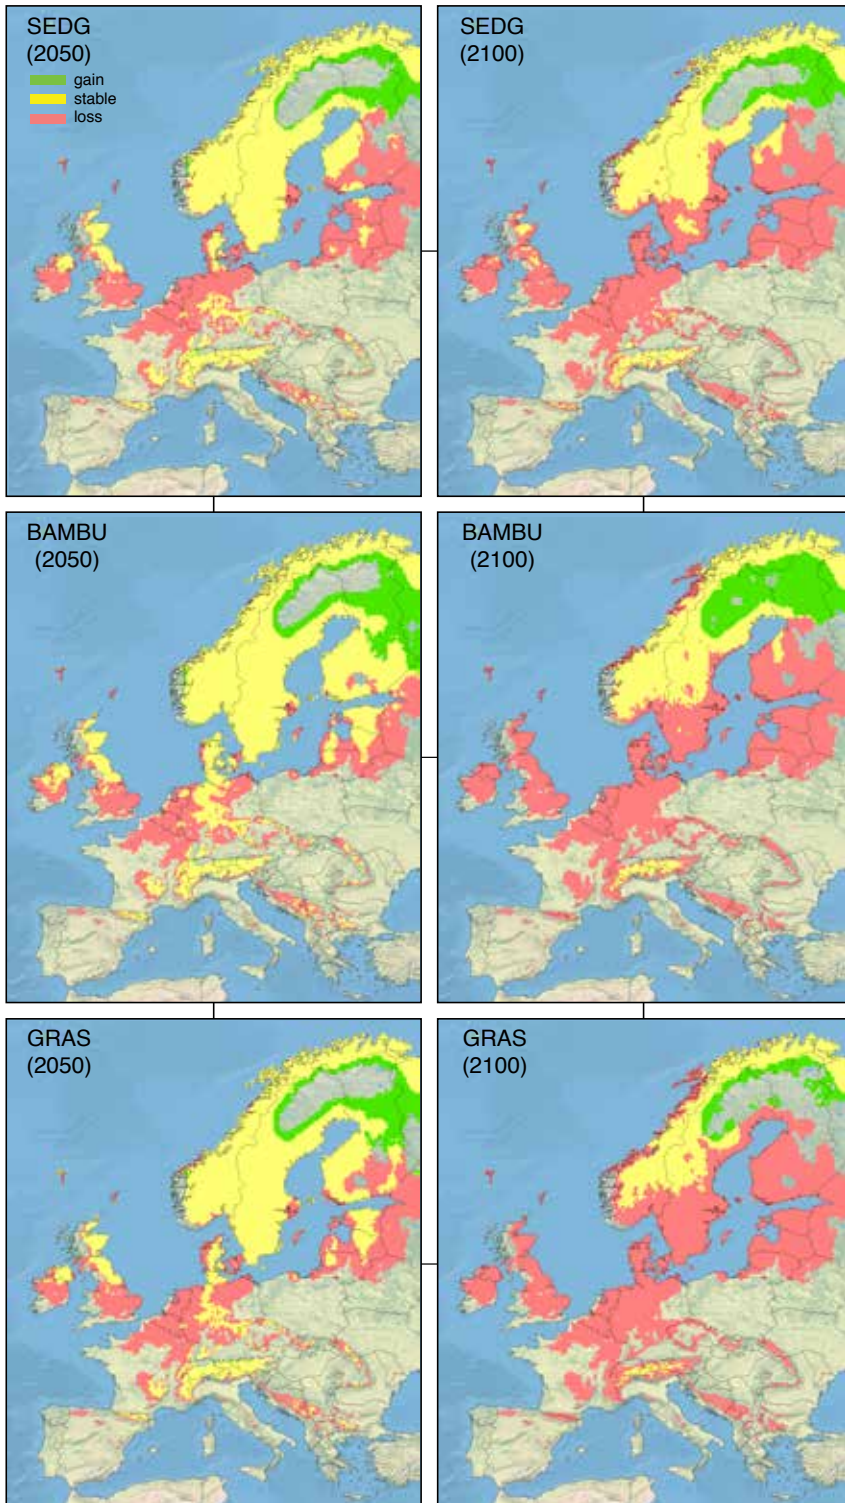 SEDG
(2050)
gain
stable
loss
SEDG
(2100)
BAMBU
(2050)
BAMBU
(2100)
GRAS
(2050)
GRAS
(2100)